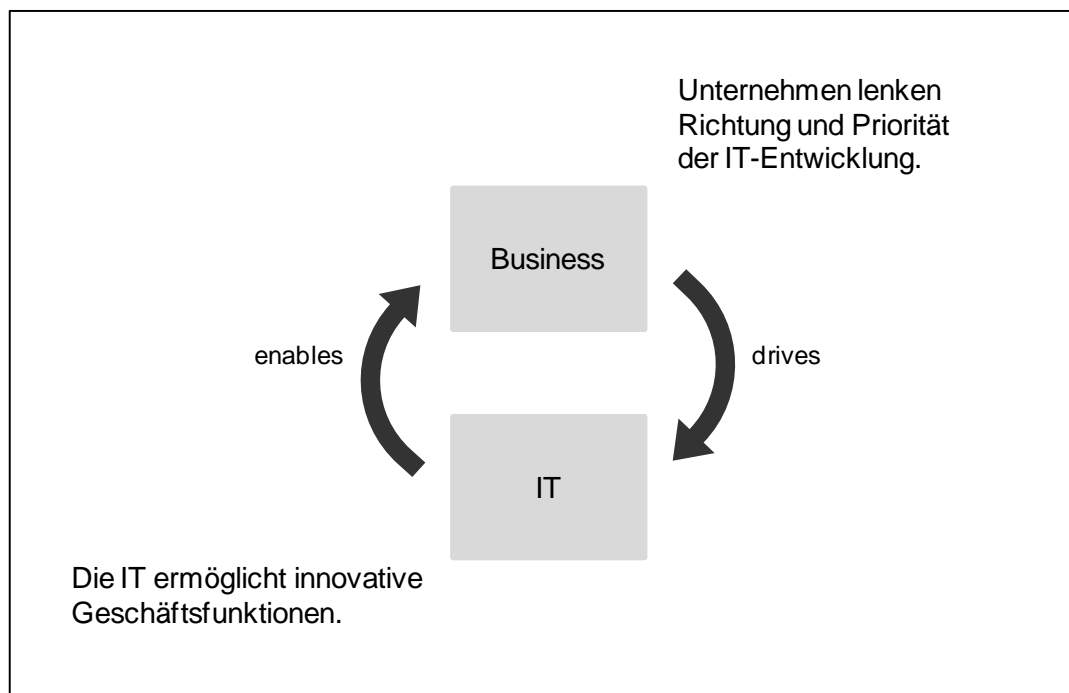 Unternehmen lenken
Richtung und Priorität
der IT-Entwicklung.
Business
enables
drives
IT
Die IT ermöglicht innovative
Geschäftsfunktionen.